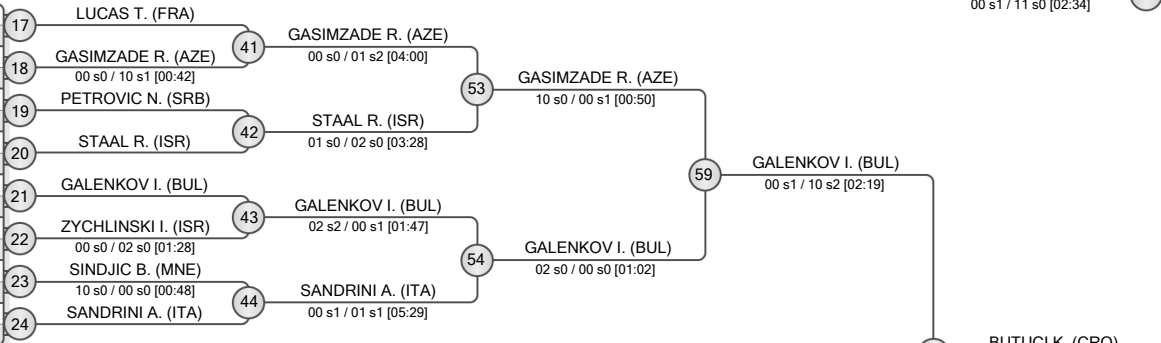 00 s1 / 11 s0 [02:34]
17
LUCAS T. (FRA)
18
GASIMZADE R. (AZE)
00 s0 / 10 s1 [00:42]
41
GASIMZADE R. (AZE)
00 s0 / 01 s2 [04:00]
19
PETROVIC N. (SRB)
20
STAAL R. (ISR)
42
STAAL R. (ISR)
01 s0 / 02 s0 [03:28]
53
GASIMZADE R. (AZE)
10 s0 / 00 s1 [00:50]
21
GALENKOV I. (BUL)
22
ZYCHLINSKI I. (ISR)
00 s0 / 02 s0 [01:28]
43
GALENKOV I. (BUL)
02 s2 / 00 s1 [01:47]
23
SINDJIC B. (MNE)
10 s0 / 00 s0 [00:48]
24
SANDRINI A. (ITA)
44
SANDRINI A. (ITA)
00 s1 / 01 s1 [05:29]
54
GALENKOV I. (BUL)
02 s0 / 00 s0 [01:02]
59
GALENKOV I. (BUL)
00 s1 / 10 s2 [02:19]